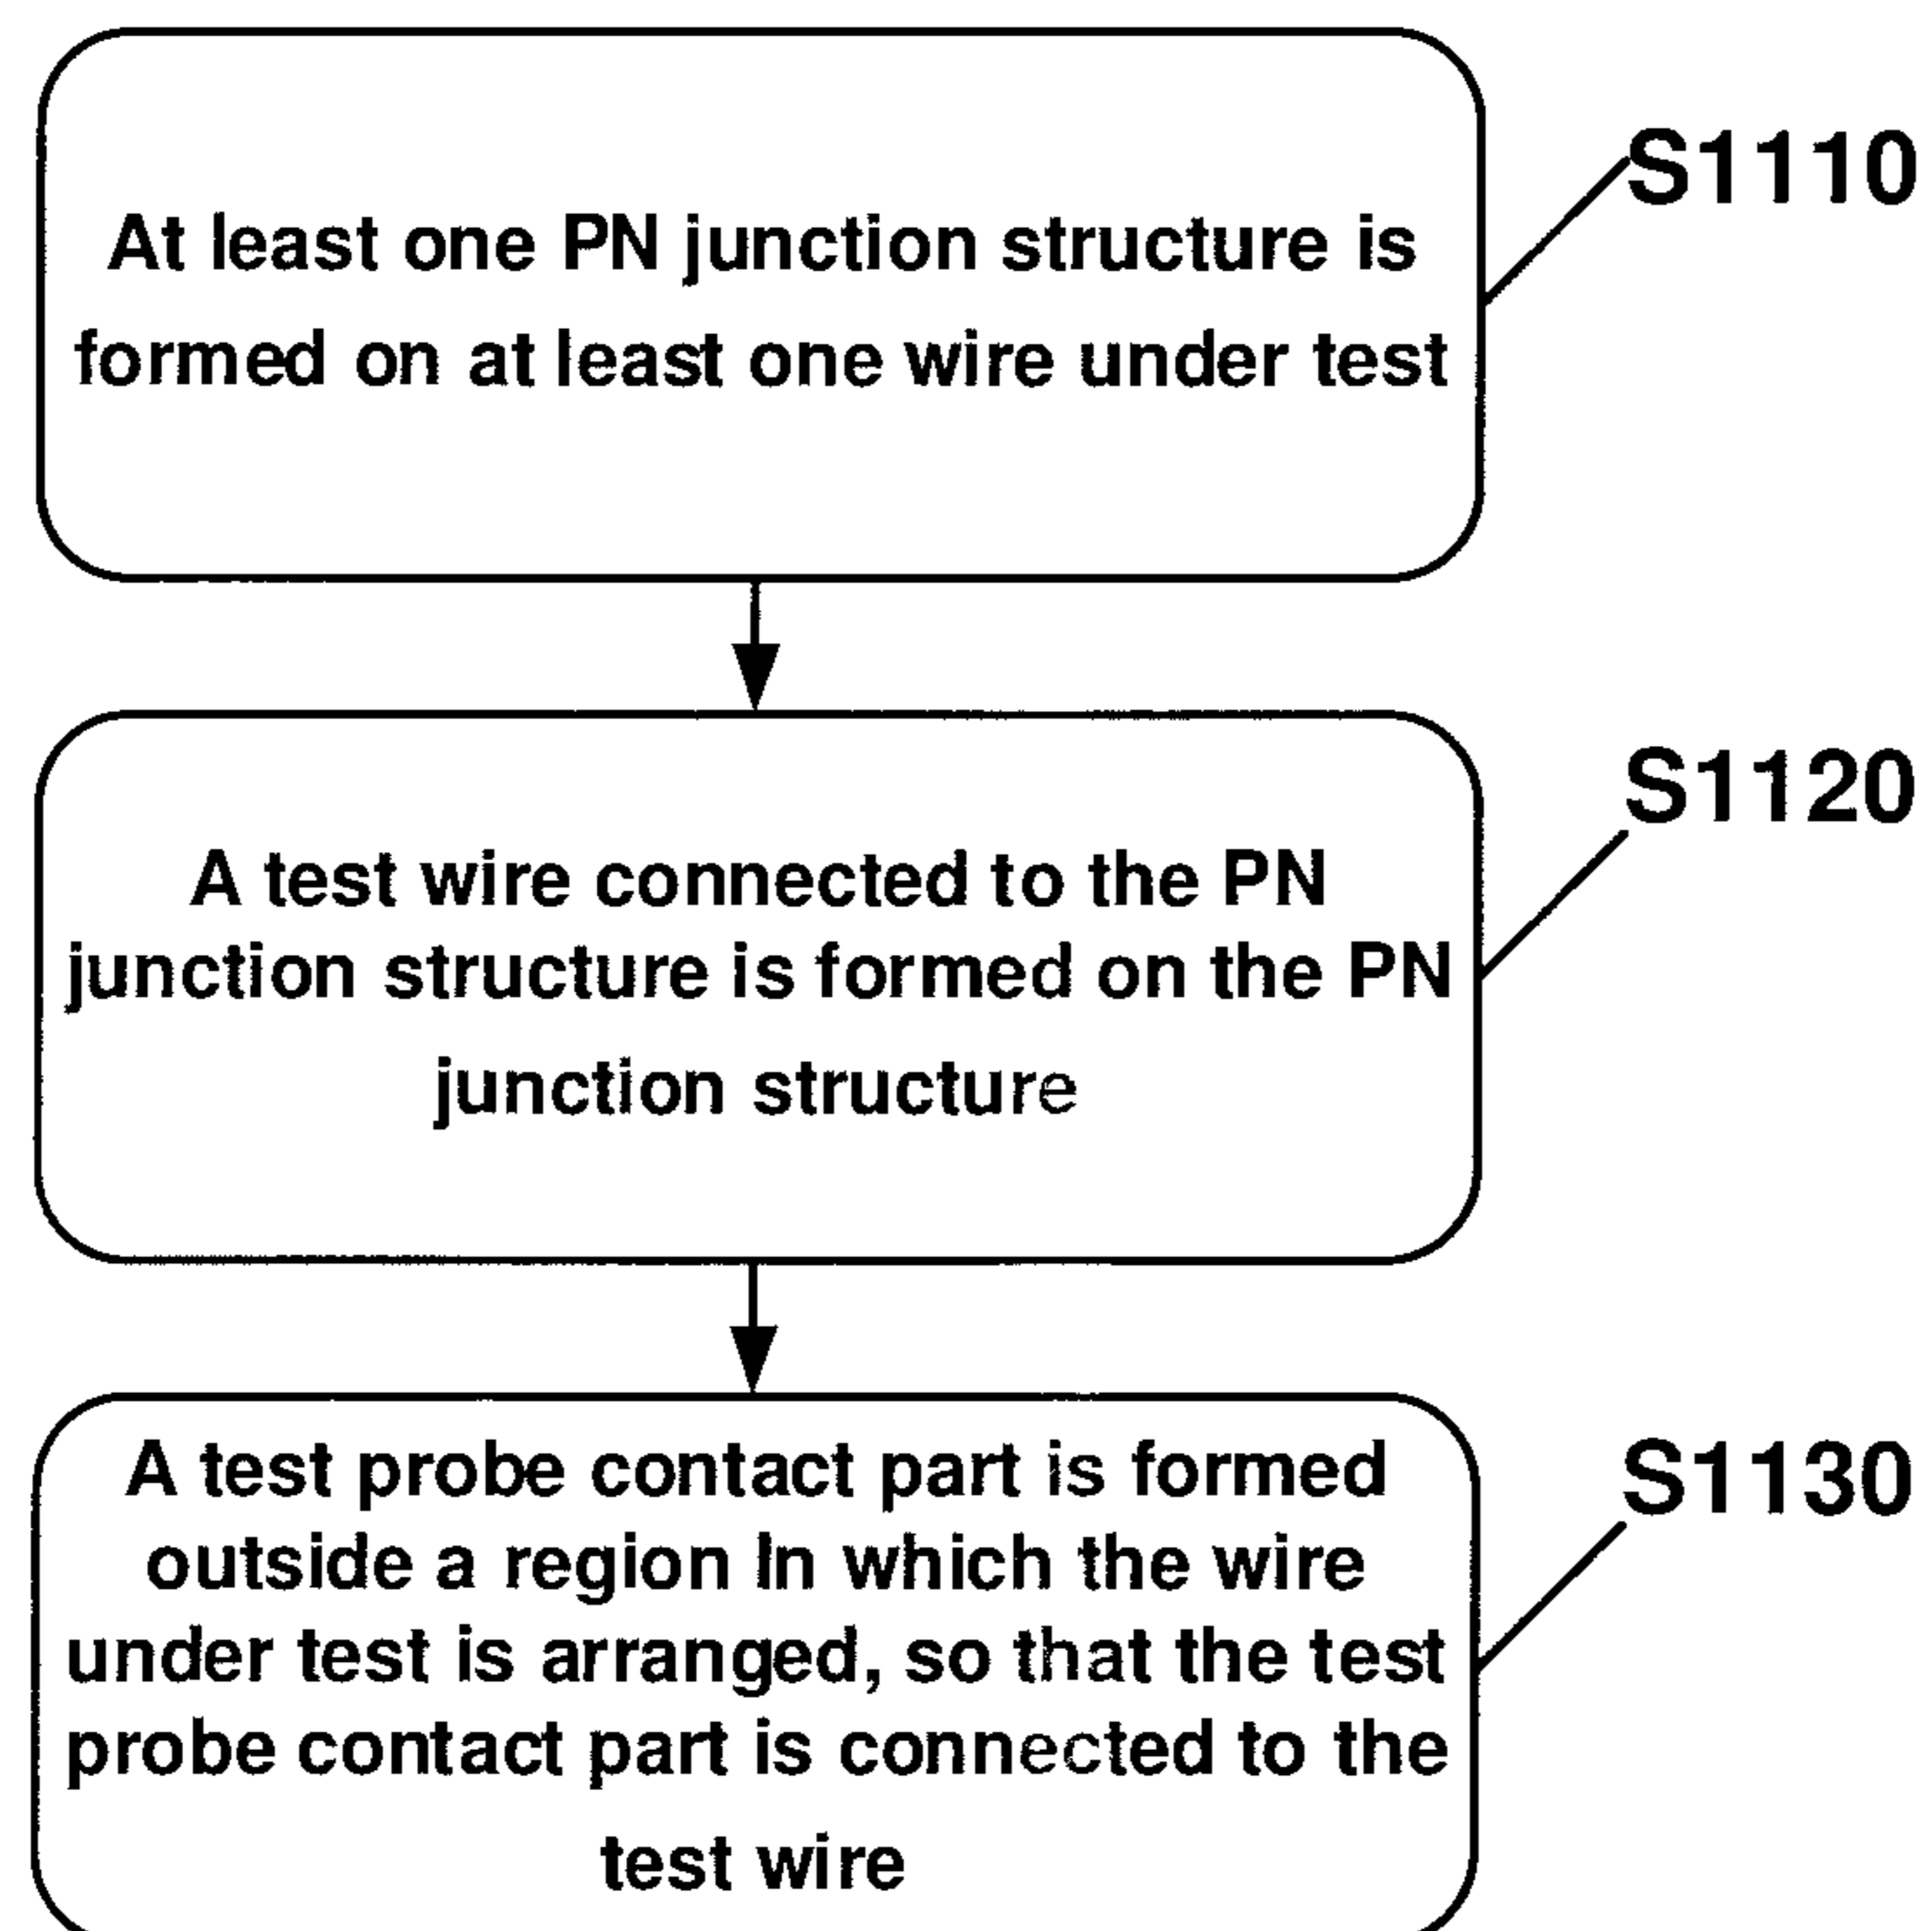 At least one PN junction structure is
formed on at least one wire under test
S1110
A test wire connected to the PN
junction structure is formed on the PN
junction structure
S1120
A test probe contact part is formed
outside a region In which the wire
under test is arranged, so that the test
probe contact part is connected to the
test wire
S1130